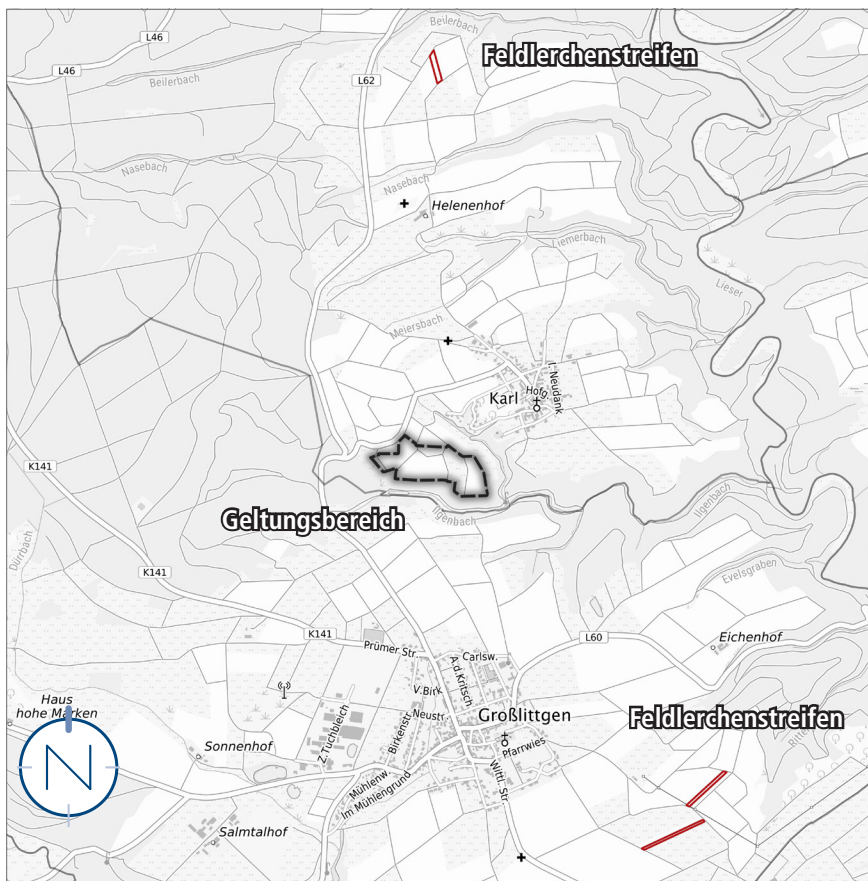 L46
Beilerbach
Feldlerchenstreifen
L46
Beilerbach
L62
Nasebach
Nasebach
Helenenhof
Liemerbach
Lieser
Meiersbach
I. Neudank
Hofg.
Karl
K141
Geltungsbereich
Ilgenbach
Ilgenbach
Dürrbach
K141
Evelsgraben
K141
L60
Eichenhof
Prümer Str.
Carlsw.
A.d.Kritsch
V.Birk
Haus
hohe Marken
Neustr.
Großlittgen
Feldlerchenstreifen
Z.Tuchbleich
Birkenstr.
Sonnenhof
Pfarrwies
N
Mühlenw.
Im Mühlengrund
Wittl. Str
Salmtalhof